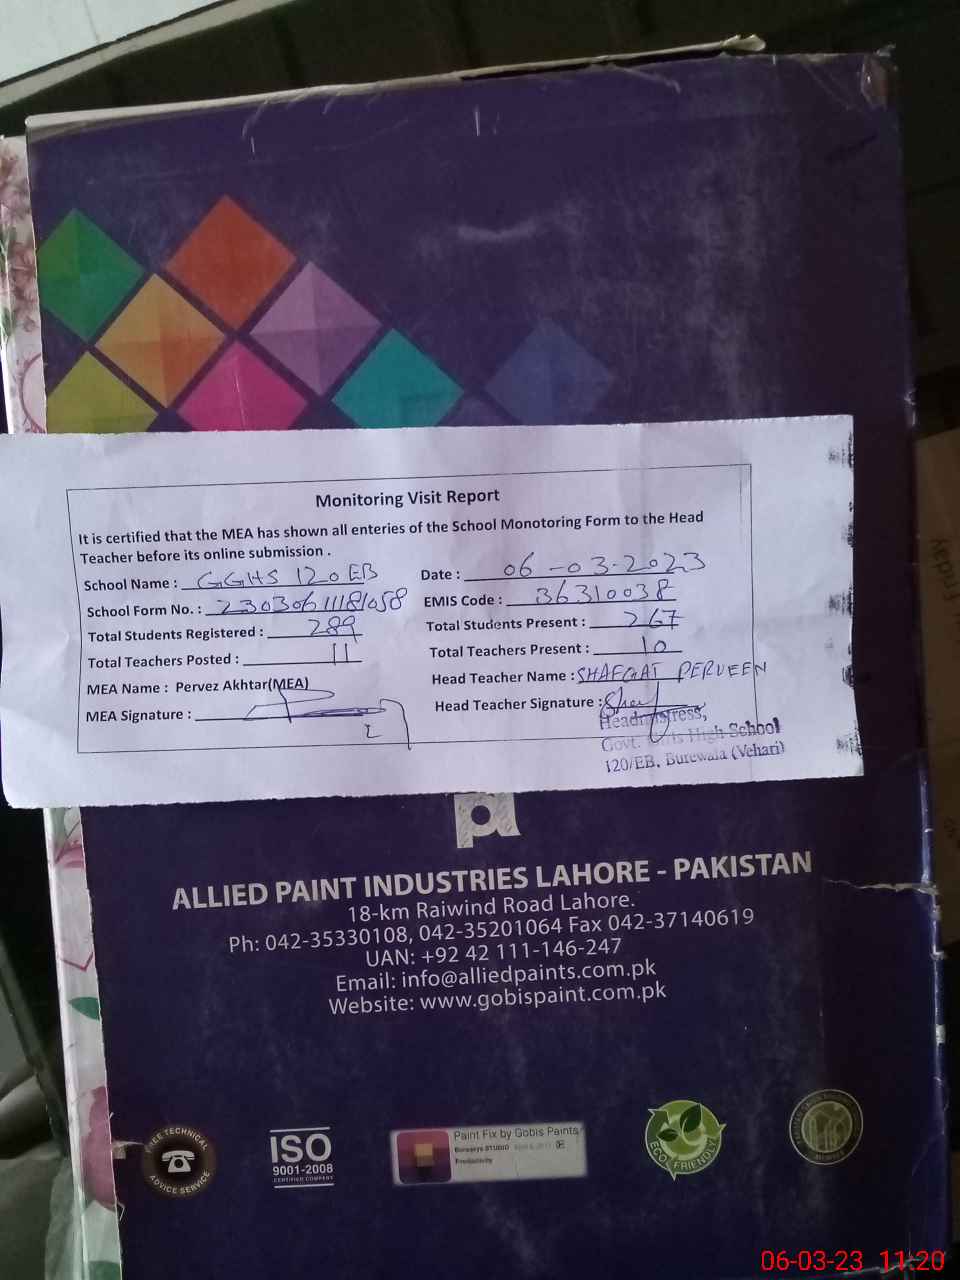 Monitoring Visit Report
It is certified that the MEA has shown all enteries of the School Monotoring Form to the Head
Teacher before its online submission .
School Name : GGHS 120 EB
Date : 06-03-2023
School Form No. : 23030611181058
EMIS Code : 36310038
Total Students Registered : 289
Total Students Present : 267
Total Teachers Posted : 11
Total Teachers Present : 10
MEA Name : Pervez Akhtar(MEA)
Head Teacher Name : SHAFQAT PERVEEN
MEA Signature :
Head Teacher Signature :
Headmistress,
Govt. Girls High School
120/EB, Burewala (Vehari)
ALLIED PAINT INDUSTRIES LAHORE - PAKISTAN
18-km Raiwind Road Lahore.
Ph: 042-35330108, 042-35201064 Fax 042-37140619
UAN: +92 42 111-146-247
Email: info@alliedpaints.com.pk
Website: www.gobispaint.com.pk
FREE TECHNICAL
ADVICE SERVICE
ISO
9001-2008
CERTIFIED COMPANY
Paint Fix by Gobis Paints
Productivity
ECO FRIENDLY
MEMBER
06-03-23 11:20